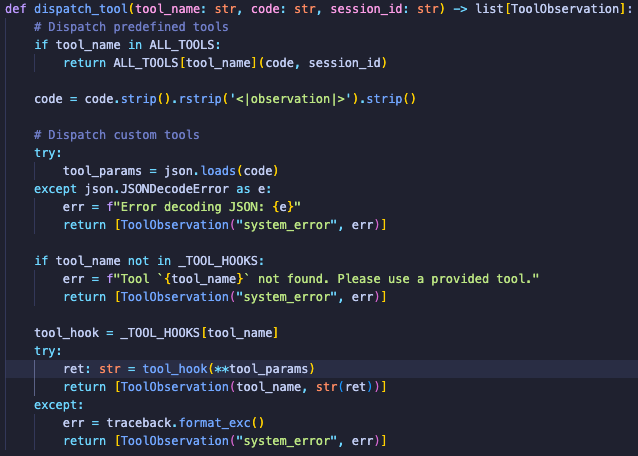 def dispatch_tool(tool_name: str, code: str, session_id: str) -> list[ToolObservation]:
    # Dispatch predefined tools
    if tool_name in ALL_TOOLS:
        return ALL_TOOLS[tool_name](code, session_id)

    code = code.strip().rstrip('<|observation|>').strip()

    # Dispatch custom tools
    try:
        tool_params = json.loads(code)
    except json.JSONDecodeError as e:
        err = f"Error decoding JSON: {e}"
        return [ToolObservation("system_error", err)]

    if tool_name not in _TOOL_HOOKS:
        err = f"Tool `{tool_name}` not found. Please use a provided tool."
        return [ToolObservation("system_error", err)]

    tool_hook = _TOOL_HOOKS[tool_name]
    try:
        ret: str = tool_hook(**tool_params)
        return [ToolObservation(tool_name, str(ret))]
    except:
        err = traceback.format_exc()
        return [ToolObservation("system_error", err)]